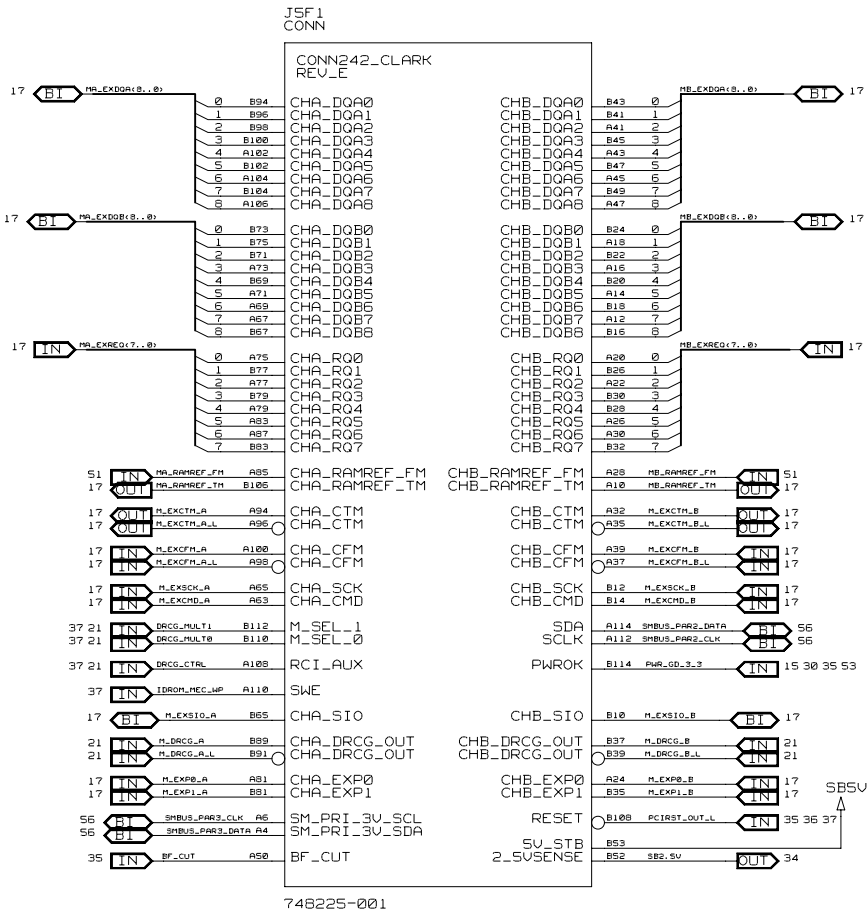 J5F1
CONN
CONN242_CLARK
REV_E
17 BI MA_EXDQA(8..0) MB_EXDQA(8..0) BI 17
0 B94 CHA_DQA0 CHB_DQA0 B43 0
1 B96 CHA_DQA1 CHB_DQA1 B41 1
2 B98 CHA_DQA2 CHB_DQA2 A41 2
3 B100 CHA_DQA3 CHB_DQA3 B45 3
4 A102 CHA_DQA4 CHB_DQA4 A43 4
5 B102 CHA_DQA5 CHB_DQA5 B47 5
6 A104 CHA_DQA6 CHB_DQA6 A45 6
7 B104 CHA_DQA7 CHB_DQA7 B49 7
8 A106 CHA_DQA8 CHB_DQA8 A47 8
17 BI MA_EXDQB(8..0) MB_EXDQB(8..0) BI 17
0 B73 CHA_DQB0 CHB_DQB0 B24 0
1 B75 CHA_DQB1 CHB_DQB1 A18 1
2 B71 CHA_DQB2 CHB_DQB2 B22 2
3 A73 CHA_DQB3 CHB_DQB3 A16 3
4 B69 CHA_DQB4 CHB_DQB4 B20 4
5 A71 CHA_DQB5 CHB_DQB5 A14 5
6 A69 CHA_DQB6 CHB_DQB6 B18 6
7 A67 CHA_DQB7 CHB_DQB7 A12 7
8 B67 CHA_DQB8 CHB_DQB8 B16 8
17 IN MA_EXREQ(7..0) MB_EXREQ(7..0) IN 17
0 A75 CHA_RQ0 CHB_RQ0 A20 0
1 B77 CHA_RQ1 CHB_RQ1 B26 1
2 A77 CHA_RQ2 CHB_RQ2 A22 2
3 B79 CHA_RQ3 CHB_RQ3 B30 3
4 A79 CHA_RQ4 CHB_RQ4 B28 4
5 A83 CHA_RQ5 CHB_RQ5 A26 5
6 A87 CHA_RQ6 CHB_RQ6 A30 6
7 B83 CHA_RQ7 CHB_RQ7 B32 7
51 IN MA_RAMREF_FM A85 CHA_RAMREF_FM CHB_RAMREF_FM A28 MB_RAMREF_FM IN 51
17 OUT MA_RAMREF_TM B106 CHA_RAMREF_TM CHB_RAMREF_TM A10 MB_RAMREF_TM OUT 17
17 OUT M_EXCTM_A A94 CHA_CTM CHB_CTM A32 M_EXCTM_B OUT 17
17 OUT M_EXCTM_A_L A96 CHA_CTM CHB_CTM A35 M_EXCTM_B_L OUT 17
17 IN M_EXCFM_A A100 CHA_CFM CHB_CFM A39 M_EXCFM_B IN 17
17 IN M_EXCFM_A_L A98 CHA_CFM CHB_CFM A37 M_EXCFM_B_L IN 17
17 IN M_EXSCK_A A65 CHA_SCK CHB_SCK B12 M_EXSCK_B IN 17
17 IN M_EXCMD_A A63 CHA_CMD CHB_CMD B14 M_EXCMD_B IN 17
37 21 IN DRCG_MULT1 B112 M_SEL_1 SDA A114 SMBUS_PAR2_DATA BI 56
37 21 IN DRCG_MULT0 B110 M_SEL_0 SCLK A112 SMBUS_PAR2_CLK BI 56
37 21 IN DRCG_CTRL A108 RCI_AUX PWROK B114 PWR_GD_3_3 IN 15 30 35 53
37 IN IDROM_MEC_WP A110 SWE
17 BI M_EXSIO_A B65 CHA_SIO CHB_SIO B10 M_EXSIO_B BI 17
21 IN M_DRCG_A B89 CHA_DRCG_OUT CHB_DRCG_OUT B37 M_DRCG_B IN 21
21 IN M_DRCG_A_L B91 CHA_DRCG_OUT CHB_DRCG_OUT B39 M_DRCG_B_L IN 21
17 IN M_EXP0_A A81 CHA_EXP0 CHB_EXP0 A24 M_EXP0_B IN 17
17 IN M_EXP1_A B81 CHA_EXP1 CHB_EXP1 B35 M_EXP1_B IN 17
SB5V
56 BI SMBUS_PAR3_CLK A6 SM_PRI_3V_SCL RESET B108 PCIRST_OUT_L IN 35 36 37
56 BI SMBUS_PAR3_DATA A4 SM_PRI_3V_SDA
5V_STB B53
35 IN BF_CUT A50 BF_CUT 2_5VSENSE B52 SB2.5V OUT 34
748225-001